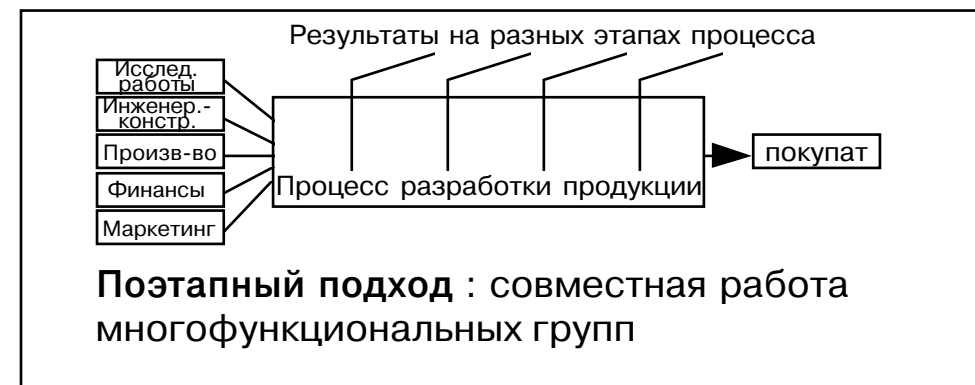 Результаты на разных этапах процесса
Исслед.
работы
Инженер.-
констр.
Произв-во
Финансы
Маркетинг
Процесс разработки продукции
покупат
Поэтапный подход : совместная работа
многофункциональных групп